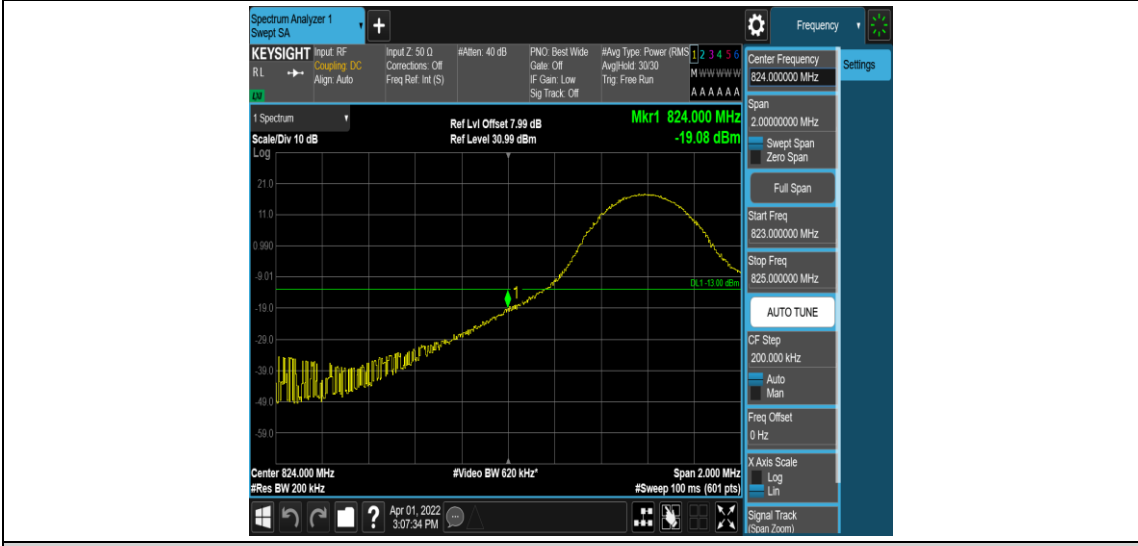 Spectrum Analyzer 1
Swept SA
Frequency
KEYSIGHT
RL
LXI
Input: RF
Coupling: DC
Align: Auto
Input Z: 50 Ω
Corrections: Off
Freq Ref: Int (S)
#Atten: 40 dB
PNO: Best Wide
Gate: Off
IF Gain: Low
Sig Track: Off
#Avg Type: Power (RMS
Avg|Hold: 30/30
Trig: Free Run
1 2 3 4 5 6
M W W W W W
A A A A A A
1 Spectrum
Scale/Div 10 dB
Log
Ref Lvl Offset 7.99 dB
Ref Level 30.99 dBm
Mkr1 824.000 MHz
-19.08 dBm
21.0
11.0
0.990
-9.01
-19.0
-29.0
-39.0
-49.0
-59.0
1
DL1 -13.00 dBm
Center 824.000 MHz
#Res BW 200 kHz
#Video BW 620 kHz*
Span 2.000 MHz
#Sweep 100 ms (601 pts)
Apr 01, 2022
3:07:34 PM
Center Frequency
824.000000 MHz
Settings
Span
2.00000000 MHz
Swept Span
Zero Span
Full Span
Start Freq
823.000000 MHz
Stop Freq
825.000000 MHz
AUTO TUNE
CF Step
200.000 kHz
Auto
Man
Freq Offset
0 Hz
X Axis Scale
Log
Lin
Signal Track
(Span Zoom)